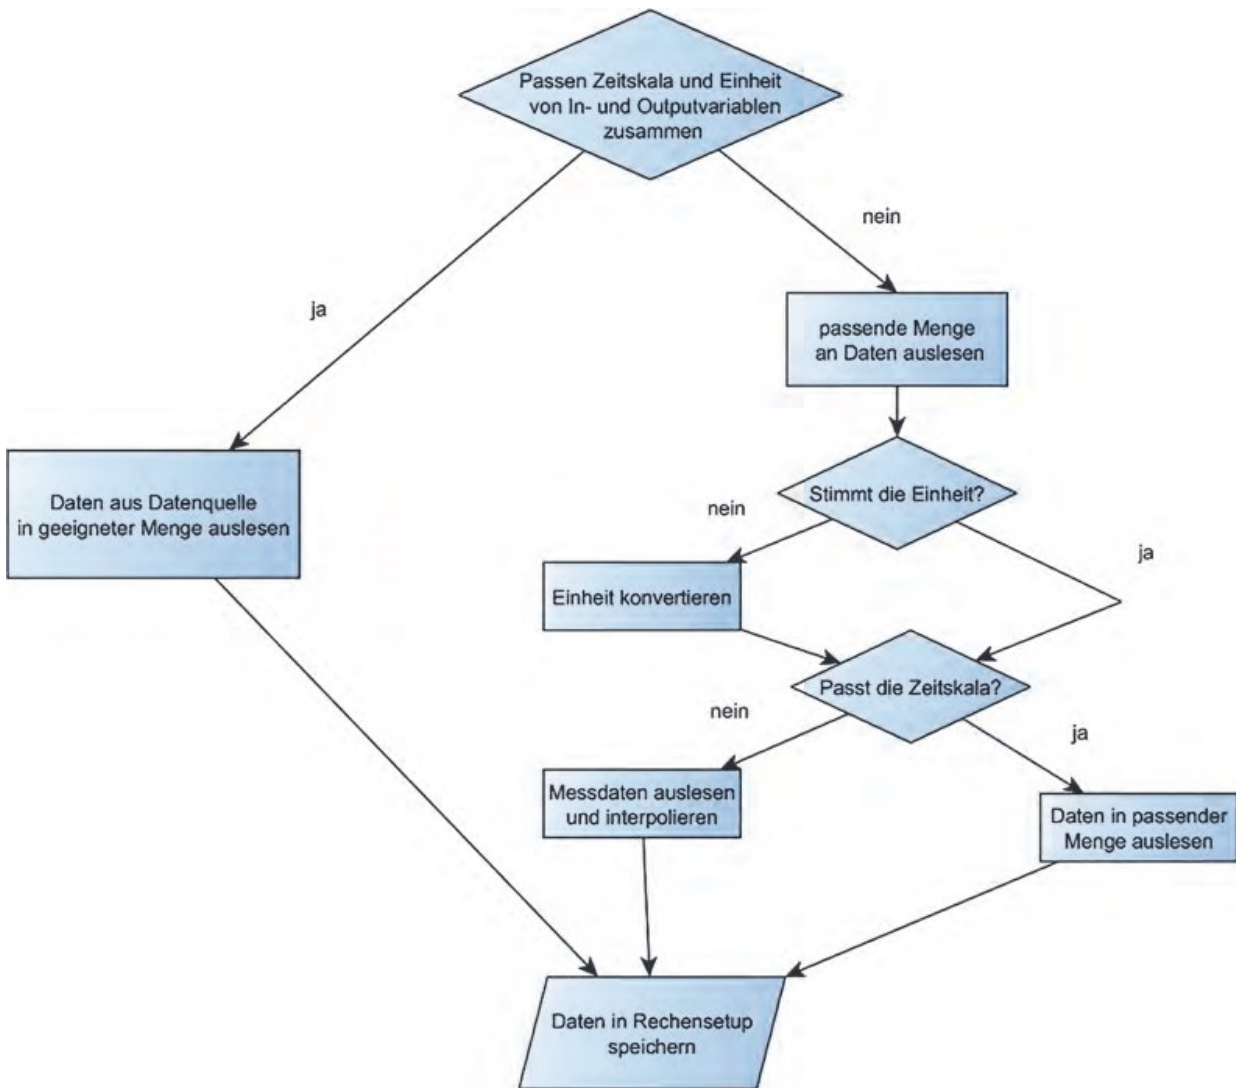 Passen Zeitskala und Einheit
von In- und Outputvariablen
zusammen
nein
ja
passende Menge
an Daten auslesen
Daten aus Datenquelle
in geeigneter Menge auslesen
Stimmt die Einheit?
nein
ja
Einheit konvertieren
Passt die Zeitskala?
nein
ja
Messdaten auslesen
und interpolieren
Daten in passender
Menge auslesen
Daten in Rechensetup
speichern